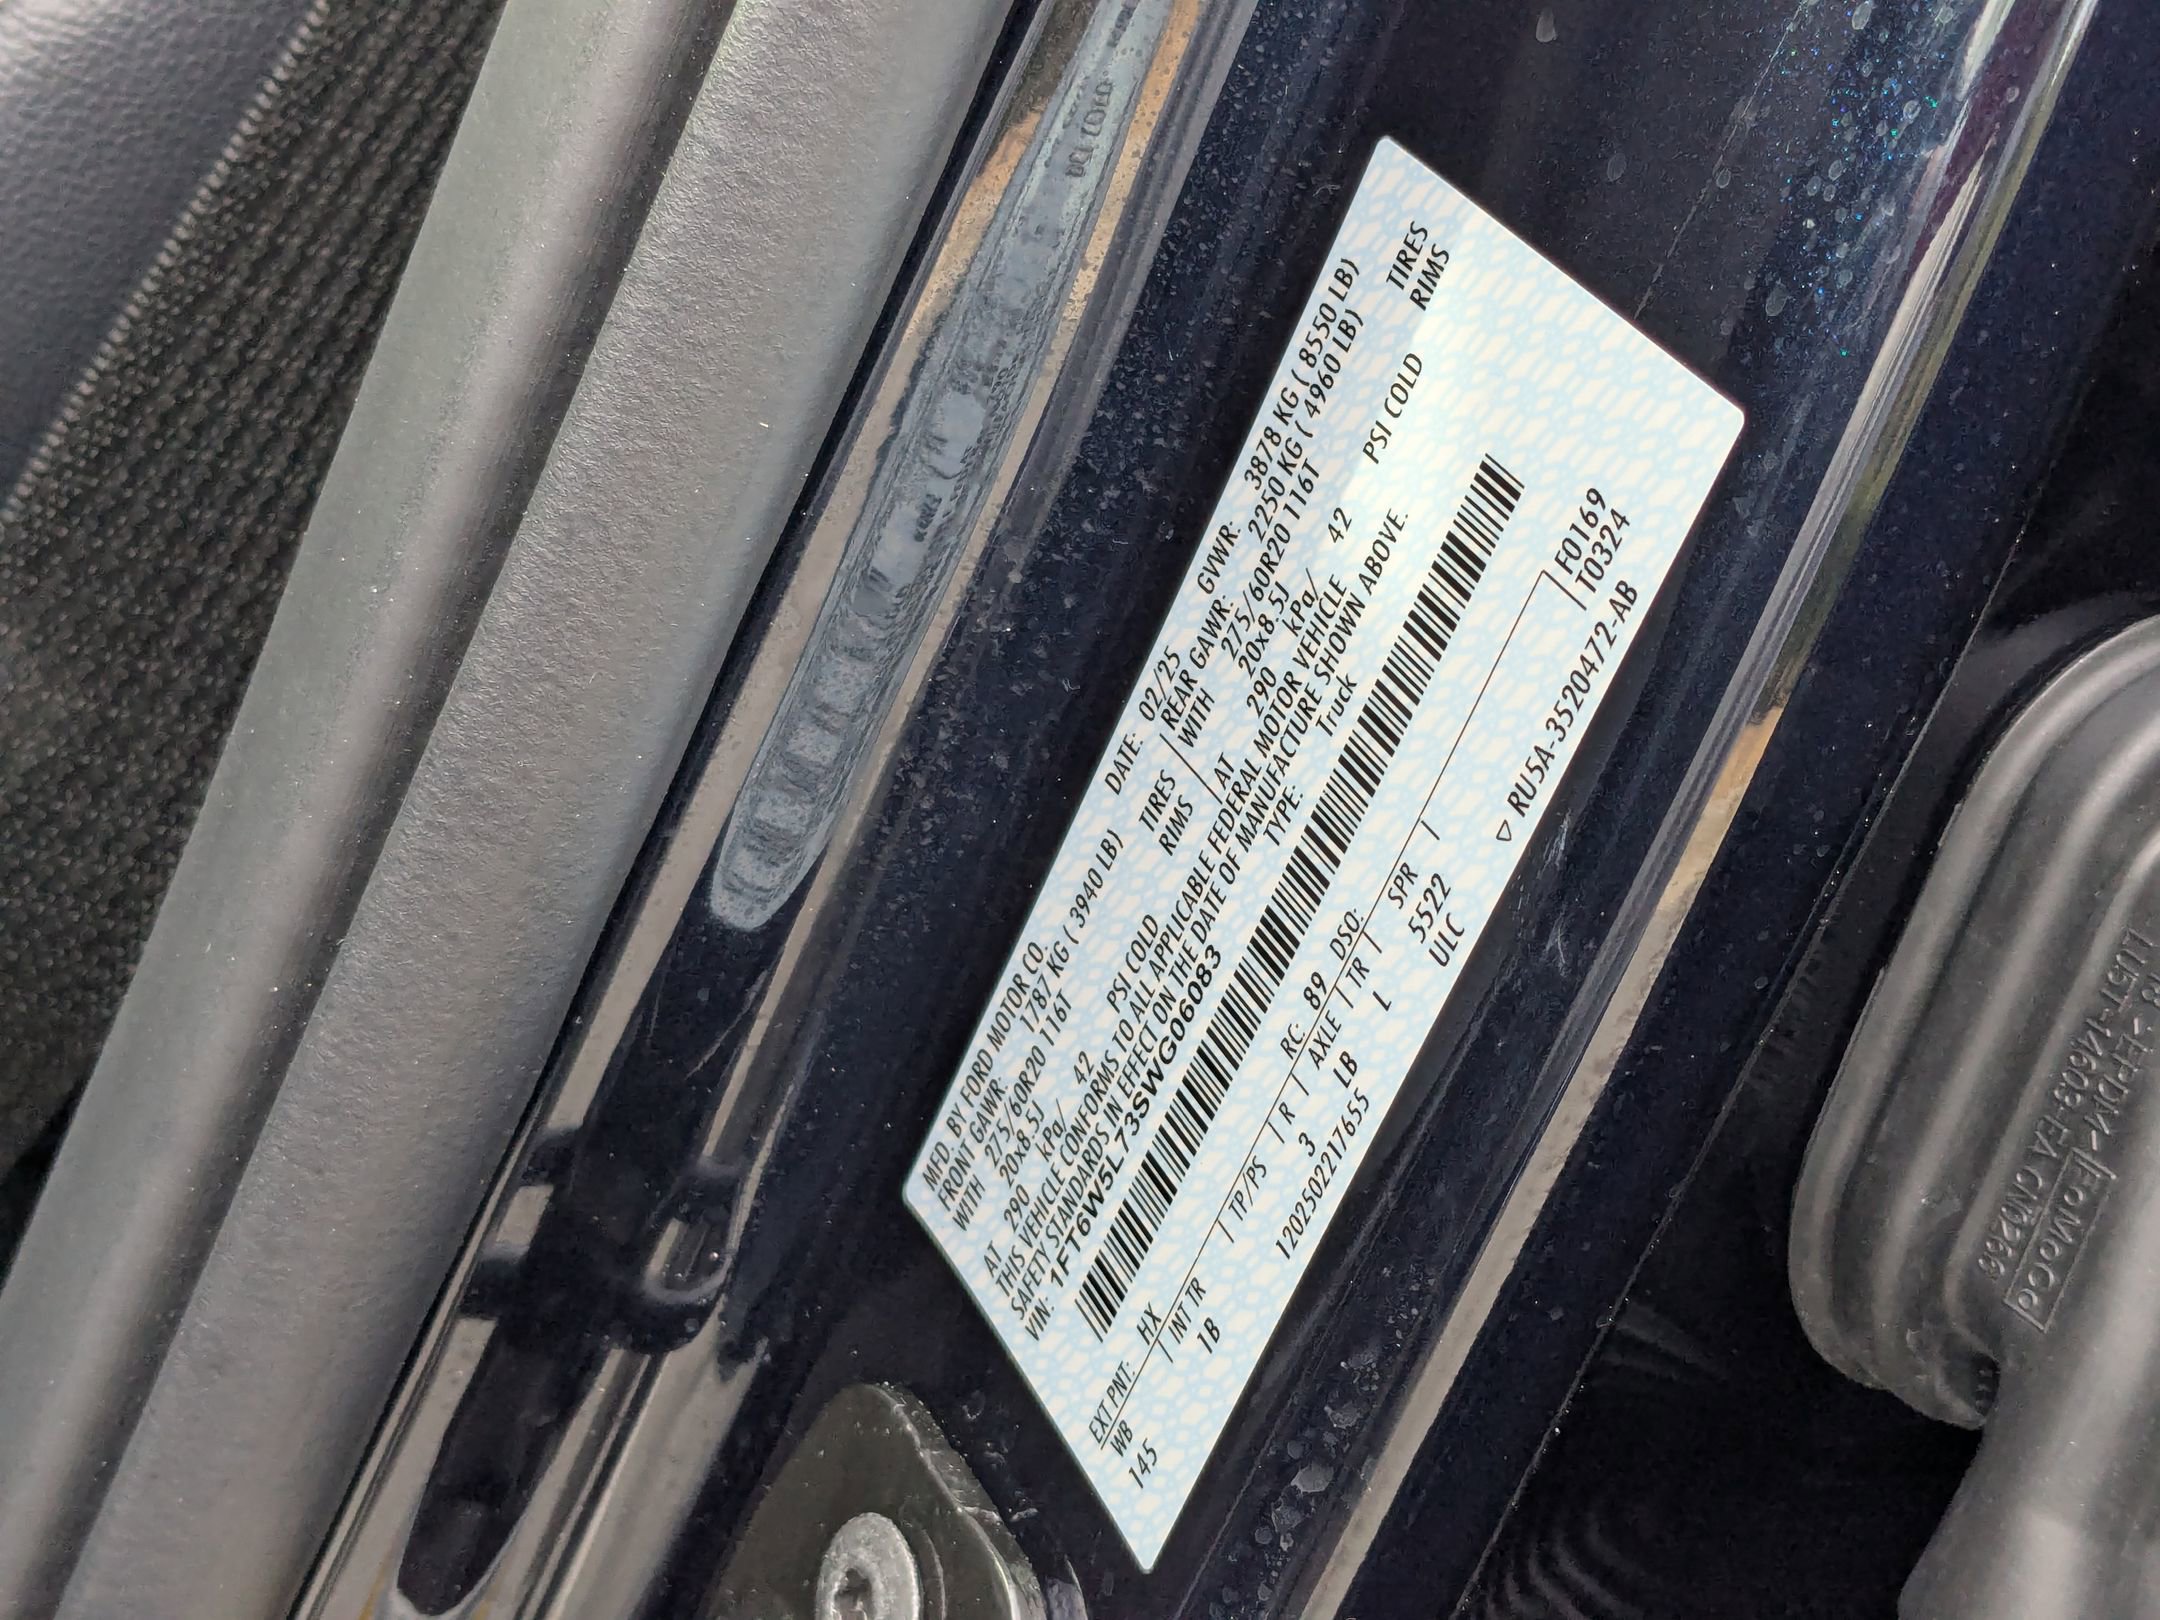 MFD. BY FORD MOTOR CO. DATE: 02/25 GVWR: 3878 KG ( 8550 LB)
FRONT GAWR: 1787 KG ( 3940 LB) REAR GAWR: 2250 KG ( 4960 LB)
WITH 275/60R20 116T TIRES WITH 275/60R20 116T TIRES
20x8.5J RIMS 20x8.5J RIMS
AT 290 kPa/ 42 PSI COLD AT 290 kPa/ 42 PSI COLD
THIS VEHICLE CONFORMS TO ALL APPLICABLE FEDERAL MOTOR VEHICLE
SAFETY STANDARDS IN EFFECT ON THE DATE OF MANUFACTURE SHOWN ABOVE.
VIN: 1FT6W5L73SWG06083 TYPE: Truck
EXT PNT: HX RC: 89 DSO: F0169
WB INT TR TP/PS R AXLE TR SPR T0324
145 1B 3 LB L 5522
12025022217655 ULC
▽ RU5A-3520472-AB
>EPDM< FoMoCo
14603-EA